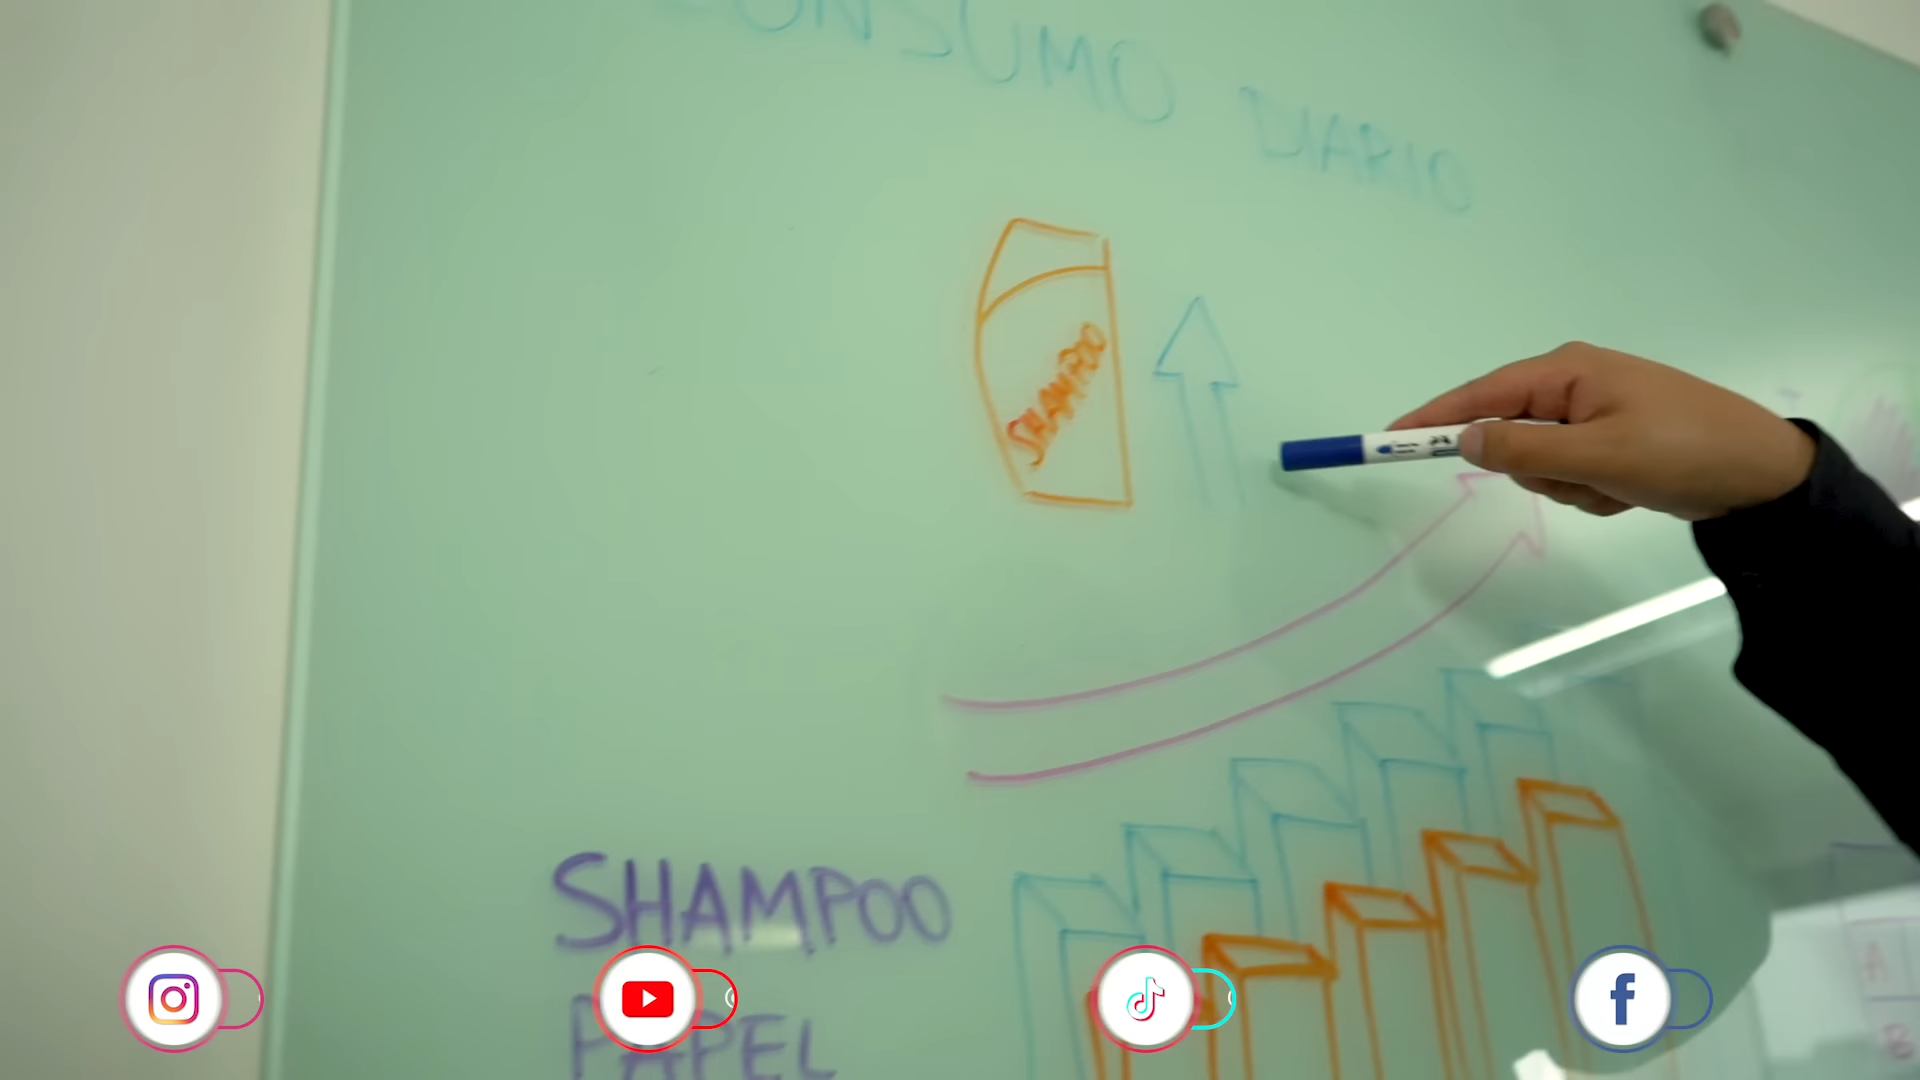 CONSUMO DIARIO
SHAMPOO
SHAMPOO
PAPEL
A
B